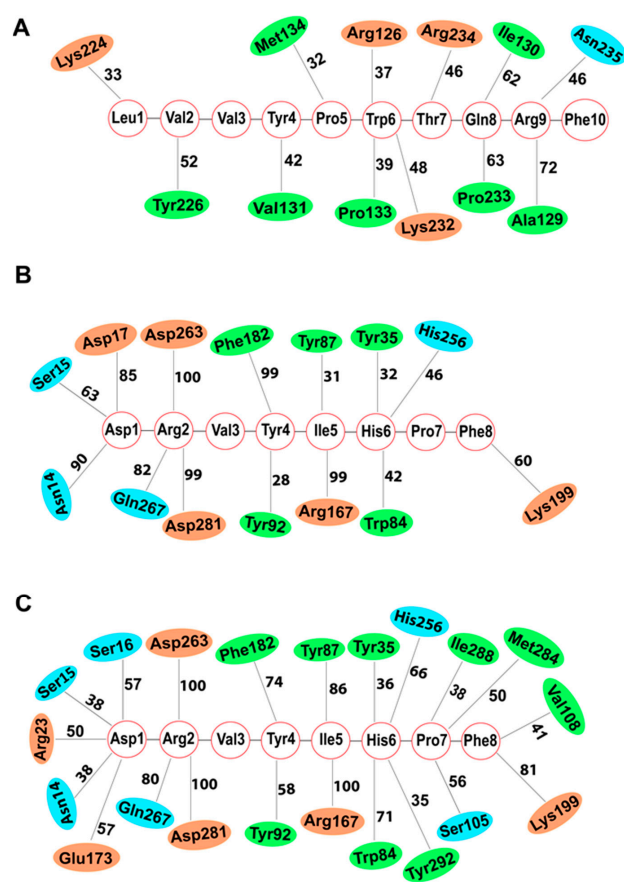 A
Lys224 Met134 Arg126 Arg234 Ile130 Asn235
33 32 37 46 62 46
Leu1 Val2 Val3 Tyr4 Pro5 Trp6 Thr7 Gln8 Arg9 Phe10
52 42 39 48 63 72
Tyr226 Val131 Pro133 Lys232 Pro233 Ala129
B
Ser15 Asp17 Asp263 Phe182 Tyr87 Tyr35 His256
63 85 100 99 31 32 46
Asp1 Arg2 Val3 Tyr4 Ile5 His6 Pro7 Phe8
90 82 99 28 99 42 60
Asn14 Gln267 Asp281 Tyr92 Arg167 Trp84 Lys199
C
Ser15 Ser16 Asp263 Phe182 Tyr87 Tyr35 His256 Ile288 Met284 Val108
38 57 100 74 86 36 66 38 50 41
Arg23 50 Asp1 Arg2 Val3 Tyr4 Ile5 His6 Pro7 Phe8
38 57 80 100 58 100 71 35 56 81
Asn14 Glu173 Gln267 Asp281 Tyr92 Arg167 Trp84 Tyr292 Ser105 Lys199